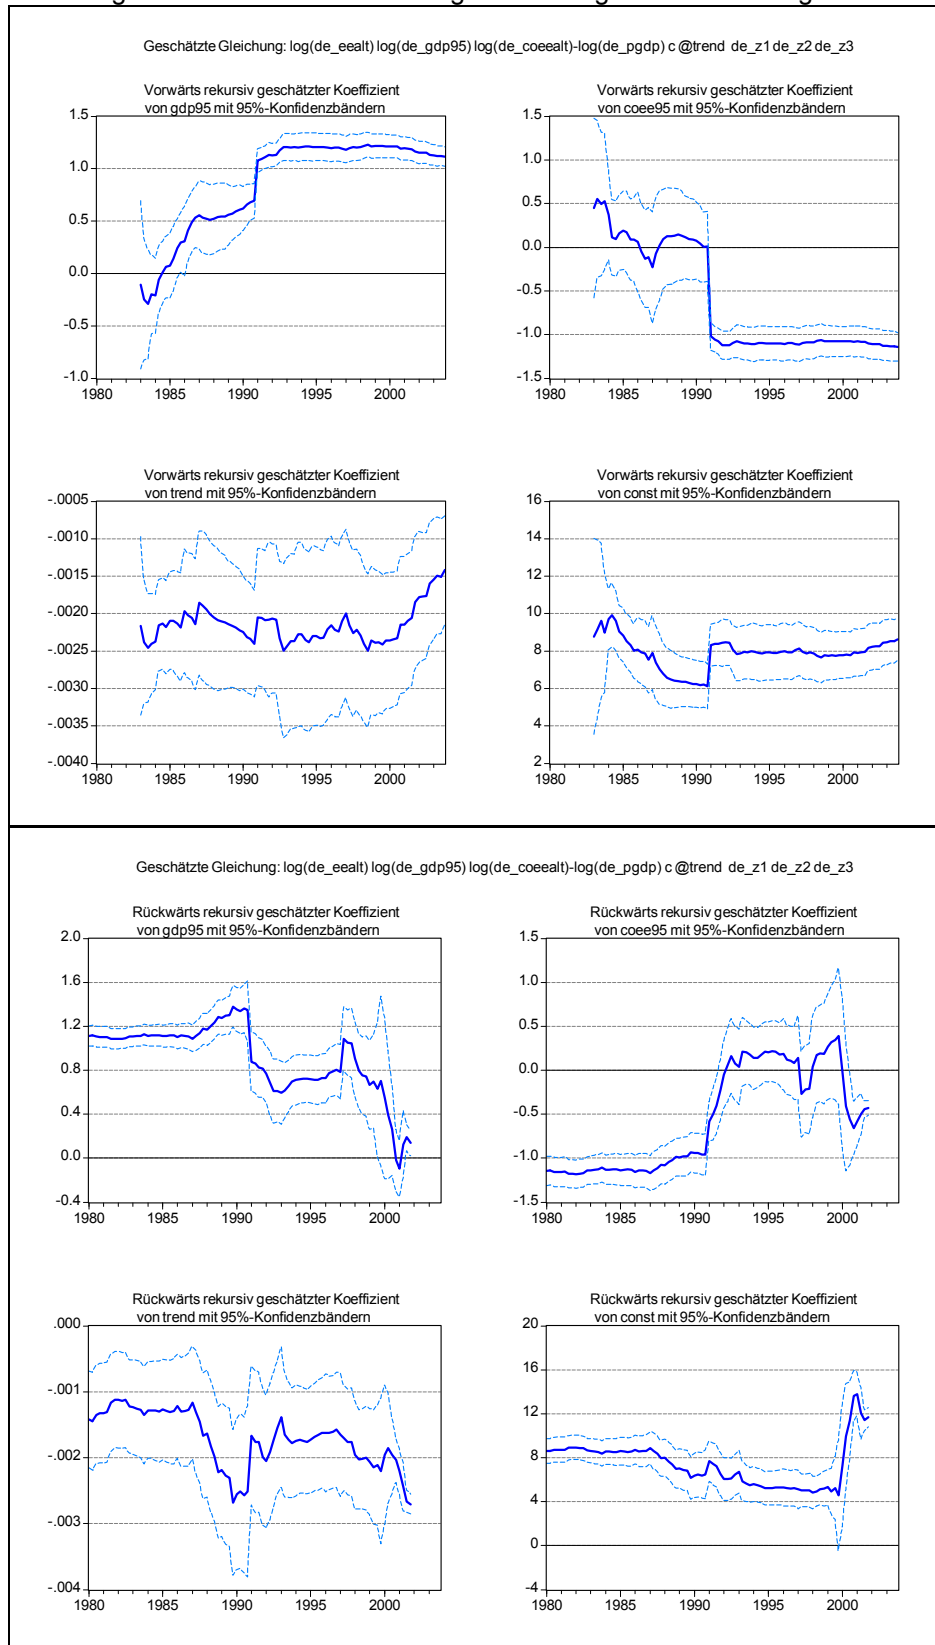 Geschätzte Gleichung: log(de_eealt) log(de_gdp95) log(de_coeealt)-log(de_pgdp) c @trend de_z1 de_z2 de_z3
Vorwärts rekursiv geschätzter Koeffizient
von gdp95 mit 95%-Konfidenzbändern
1.5
1.0
0.5
0.0
-0.5
-1.0
1980 1985 1990 1995 2000
Vorwärts rekursiv geschätzter Koeffizient
von coee95 mit 95%-Konfidenzbändern
1.5
1.0
0.5
0.0
-0.5
-1.0
-1.5
1980 1985 1990 1995 2000
Vorwärts rekursiv geschätzter Koeffizient
von trend mit 95%-Konfidenzbändern
-.0005
-.0010
-.0015
-.0020
-.0025
-.0030
-.0035
-.0040
1980 1985 1990 1995 2000
Vorwärts rekursiv geschätzter Koeffizient
von const mit 95%-Konfidenzbändern
16
14
12
10
8
6
4
2
1980 1985 1990 1995 2000
Geschätzte Gleichung: log(de_eealt) log(de_gdp95) log(de_coeealt)-log(de_pgdp) c @trend de_z1 de_z2 de_z3
Rückwärts rekursiv geschätzter Koeffizient
von gdp95 mit 95%-Konfidenzbändern
2.0
1.6
1.2
0.8
0.4
0.0
-0.4
1980 1985 1990 1995 2000
Rückwärts rekursiv geschätzter Koeffizient
von coee95 mit 95%-Konfidenzbändern
1.5
1.0
0.5
0.0
-0.5
-1.0
-1.5
1980 1985 1990 1995 2000
Rückwärts rekursiv geschätzter Koeffizient
von trend mit 95%-Konfidenzbändern
.000
-.001
-.002
-.003
-.004
1980 1985 1990 1995 2000
Rückwärts rekursiv geschätzter Koeffizient
von const mit 95%-Konfidenzbändern
20
16
12
8
4
0
-4
1980 1985 1990 1995 2000